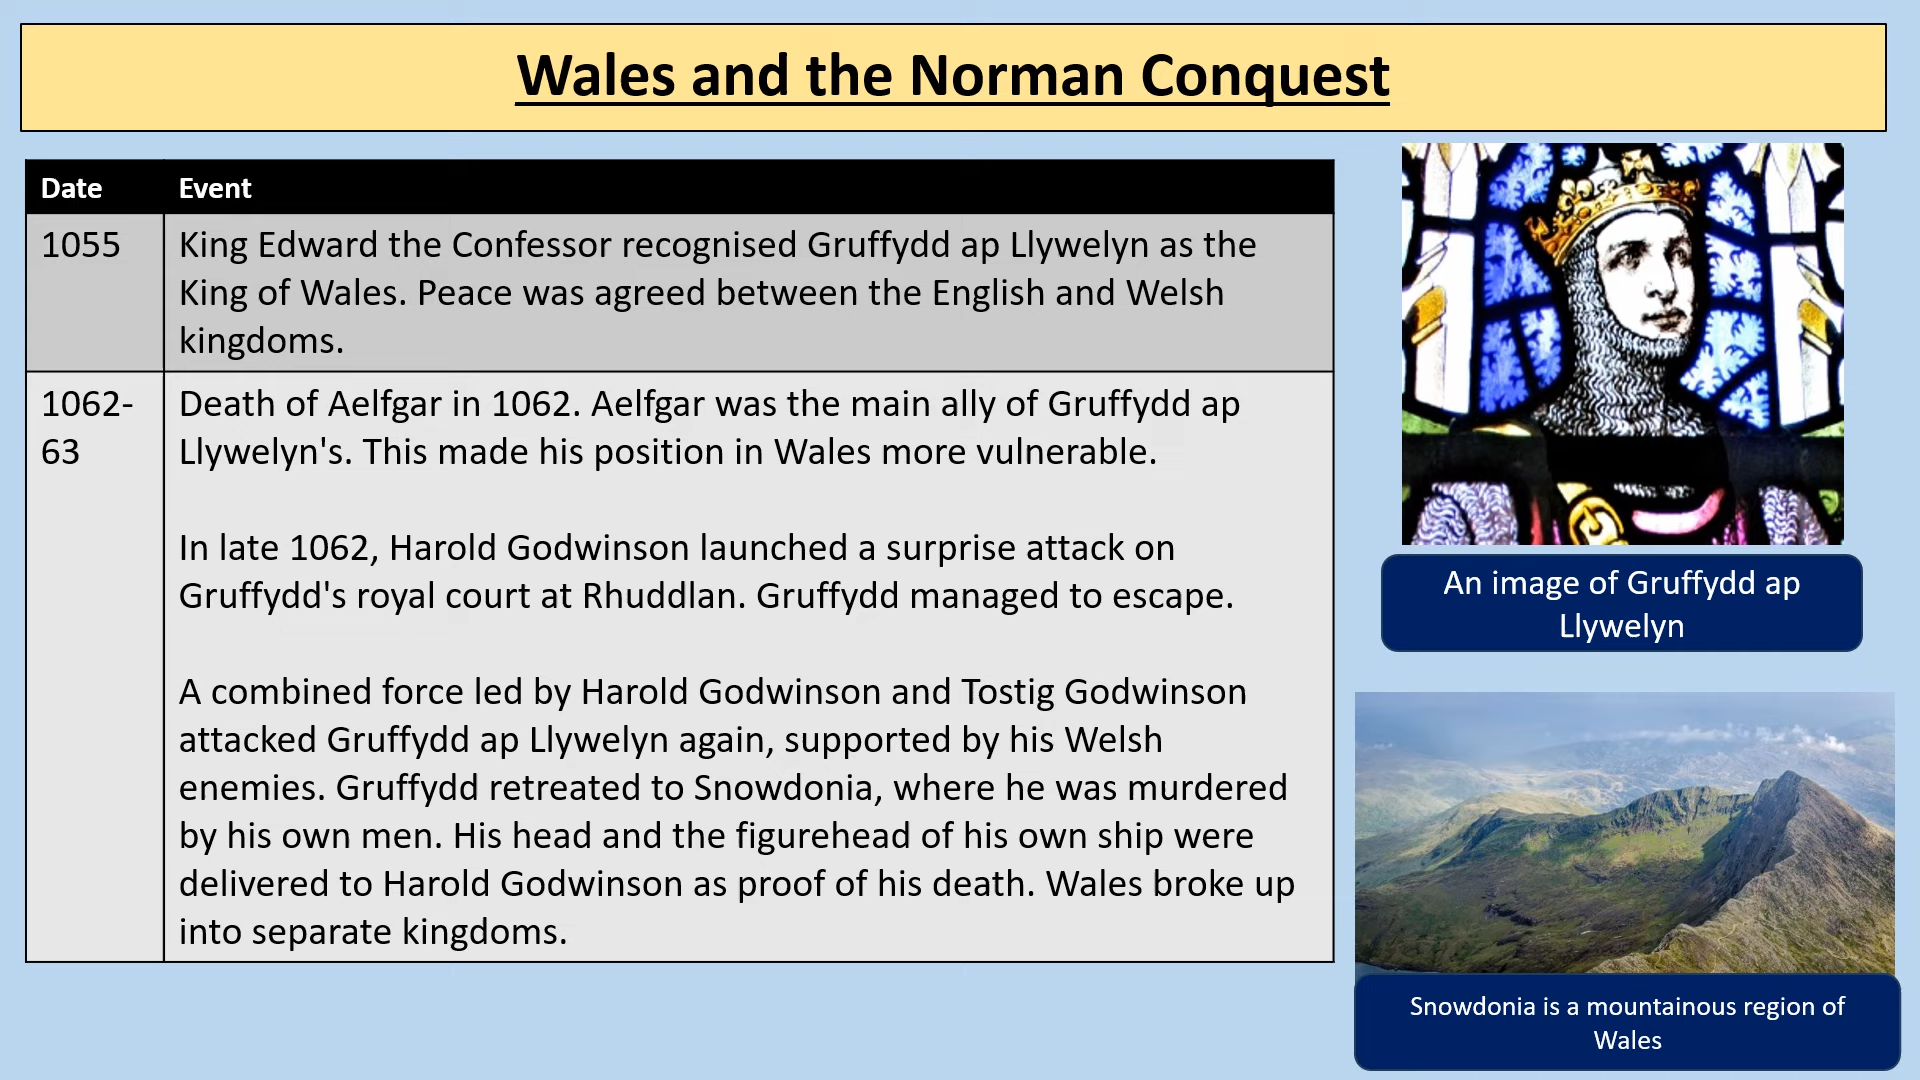 Wales and the Norman Conquest
Date Event
1055 King Edward the Confessor recognised Gruffydd ap Llywelyn as the
King of Wales. Peace was agreed between the English and Welsh
kingdoms.
1062- Death of Aelfgar in 1062. Aelfgar was the main ally of Gruffydd ap
63 Llywelyn's. This made his position in Wales more vulnerable.
In late 1062, Harold Godwinson launched a surprise attack on
Gruffydd's royal court at Rhuddlan. Gruffydd managed to escape.
A combined force led by Harold Godwinson and Tostig Godwinson
attacked Gruffydd ap Llywelyn again, supported by his Welsh
enemies. Gruffydd retreated to Snowdonia, where he was murdered
by his own men. His head and the figurehead of his own ship were
delivered to Harold Godwinson as proof of his death. Wales broke up
into separate kingdoms.
An image of Gruffydd ap
Llywelyn
Snowdonia is a mountainous region of
Wales